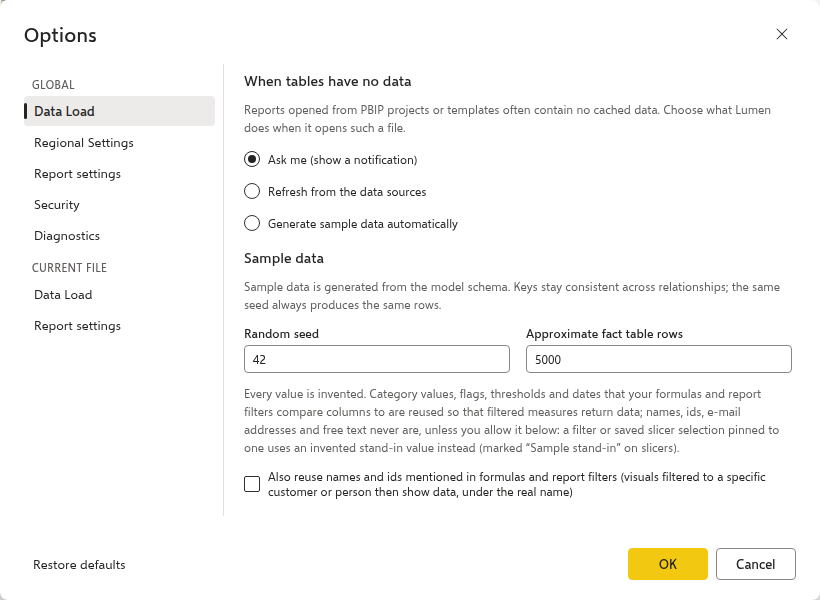 Options
GLOBAL
Data Load
Regional Settings
Report settings
Security
Diagnostics
CURRENT FILE
Data Load
Report settings
When tables have no data
Reports opened from PBIP projects or templates often contain no cached data. Choose what Lumen
does when it opens such a file.
Ask me (show a notification)
Refresh from the data sources
Generate sample data automatically
Sample data
Sample data is generated from the model schema. Keys stay consistent across relationships; the same
seed always produces the same rows.
Random seed
Approximate fact table rows
42
5000
Every value is invented. Category values, flags, thresholds and dates that your formulas and report
filters compare columns to are reused so that filtered measures return data; names, ids, e-mail
addresses and free text never are, unless you allow it below: a filter or saved slicer selection pinned to
one uses an invented stand-in value instead (marked “Sample stand-in” on slicers).
Also reuse names and ids mentioned in formulas and report filters (visuals filtered to a specific
customer or person then show data, under the real name)
Restore defaults
OK
Cancel